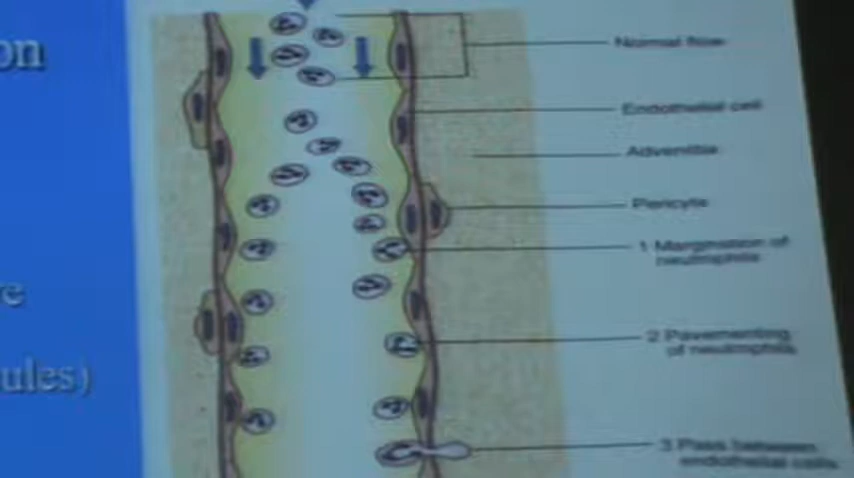 on
Normal flow
Endothelial cell
Adventitia
Pericyte
1 Margination of
neutrophils
re
2 Pavementing
of neutrophils
ules)
3 Pass between
endothelial cells